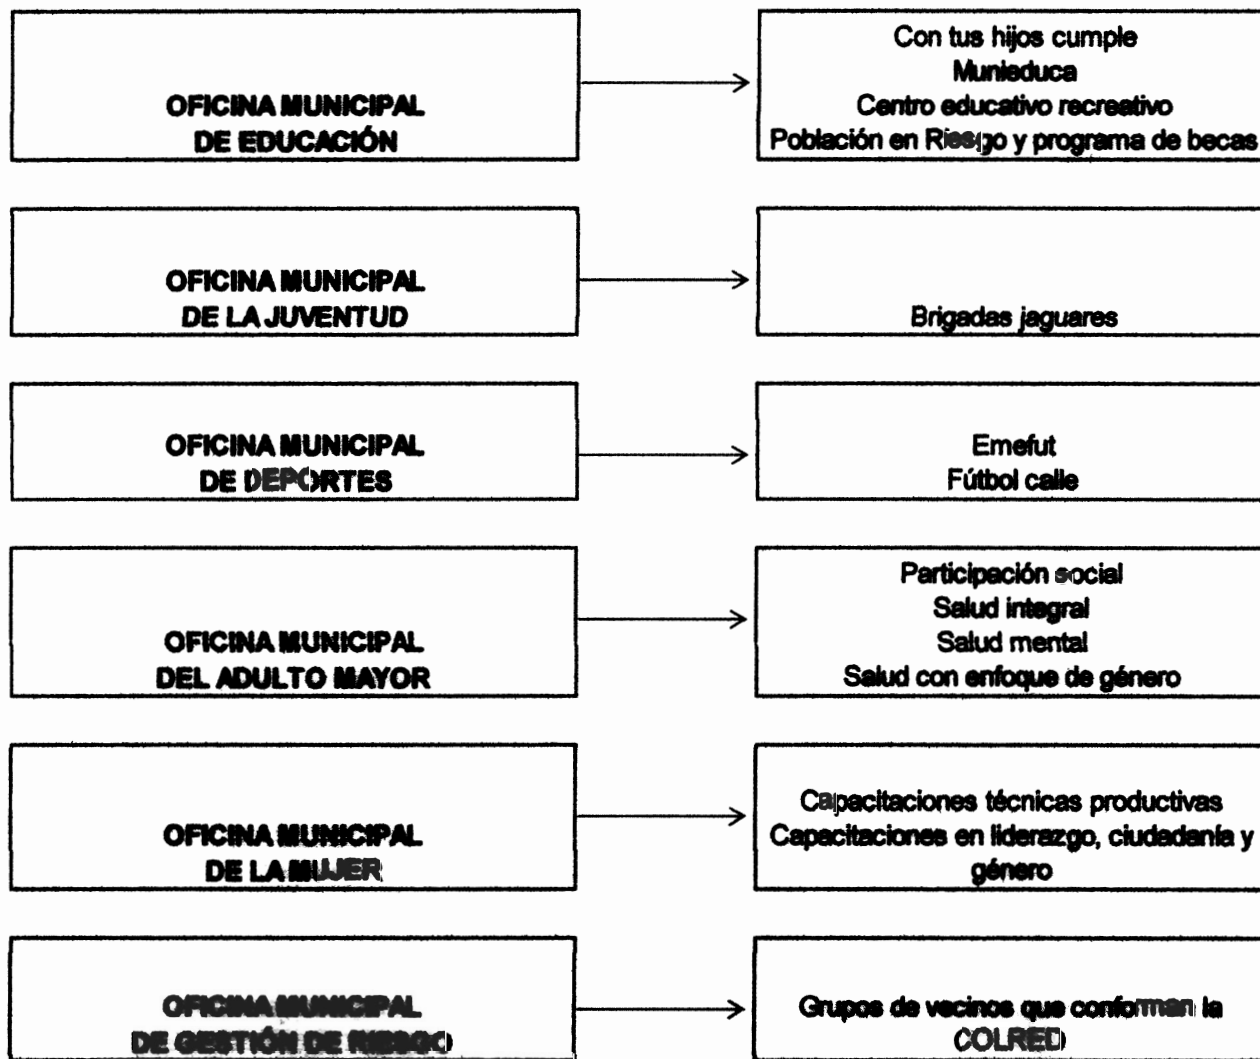 OFICINA MUNICIPAL
DE EDUCACIÓN
Con tus hijos cumple
Munieduca
Centro educativo recreativo
Población en Riesgo y programa de becas
OFICINA MUNICIPAL
DE LA JUVENTUD
Brigadas jaguares
OFICINA MUNICIPAL
DE DEPORTES
Emefut
Fútbol calle
OFICINA MUNICIPAL
DEL ADULTO MAYOR
Participación social
Salud integral
Salud mental
Salud con enfoque de género
OFICINA MUNICIPAL
DE LA MUJER
Capacitaciones técnicas productivas
Capacitaciones en liderazgo, ciudadanía y
género
OFICINA MUNICIPAL
DE GESTIÓN DE RIESGO
Grupos de vecinos que conforman la
COLRED